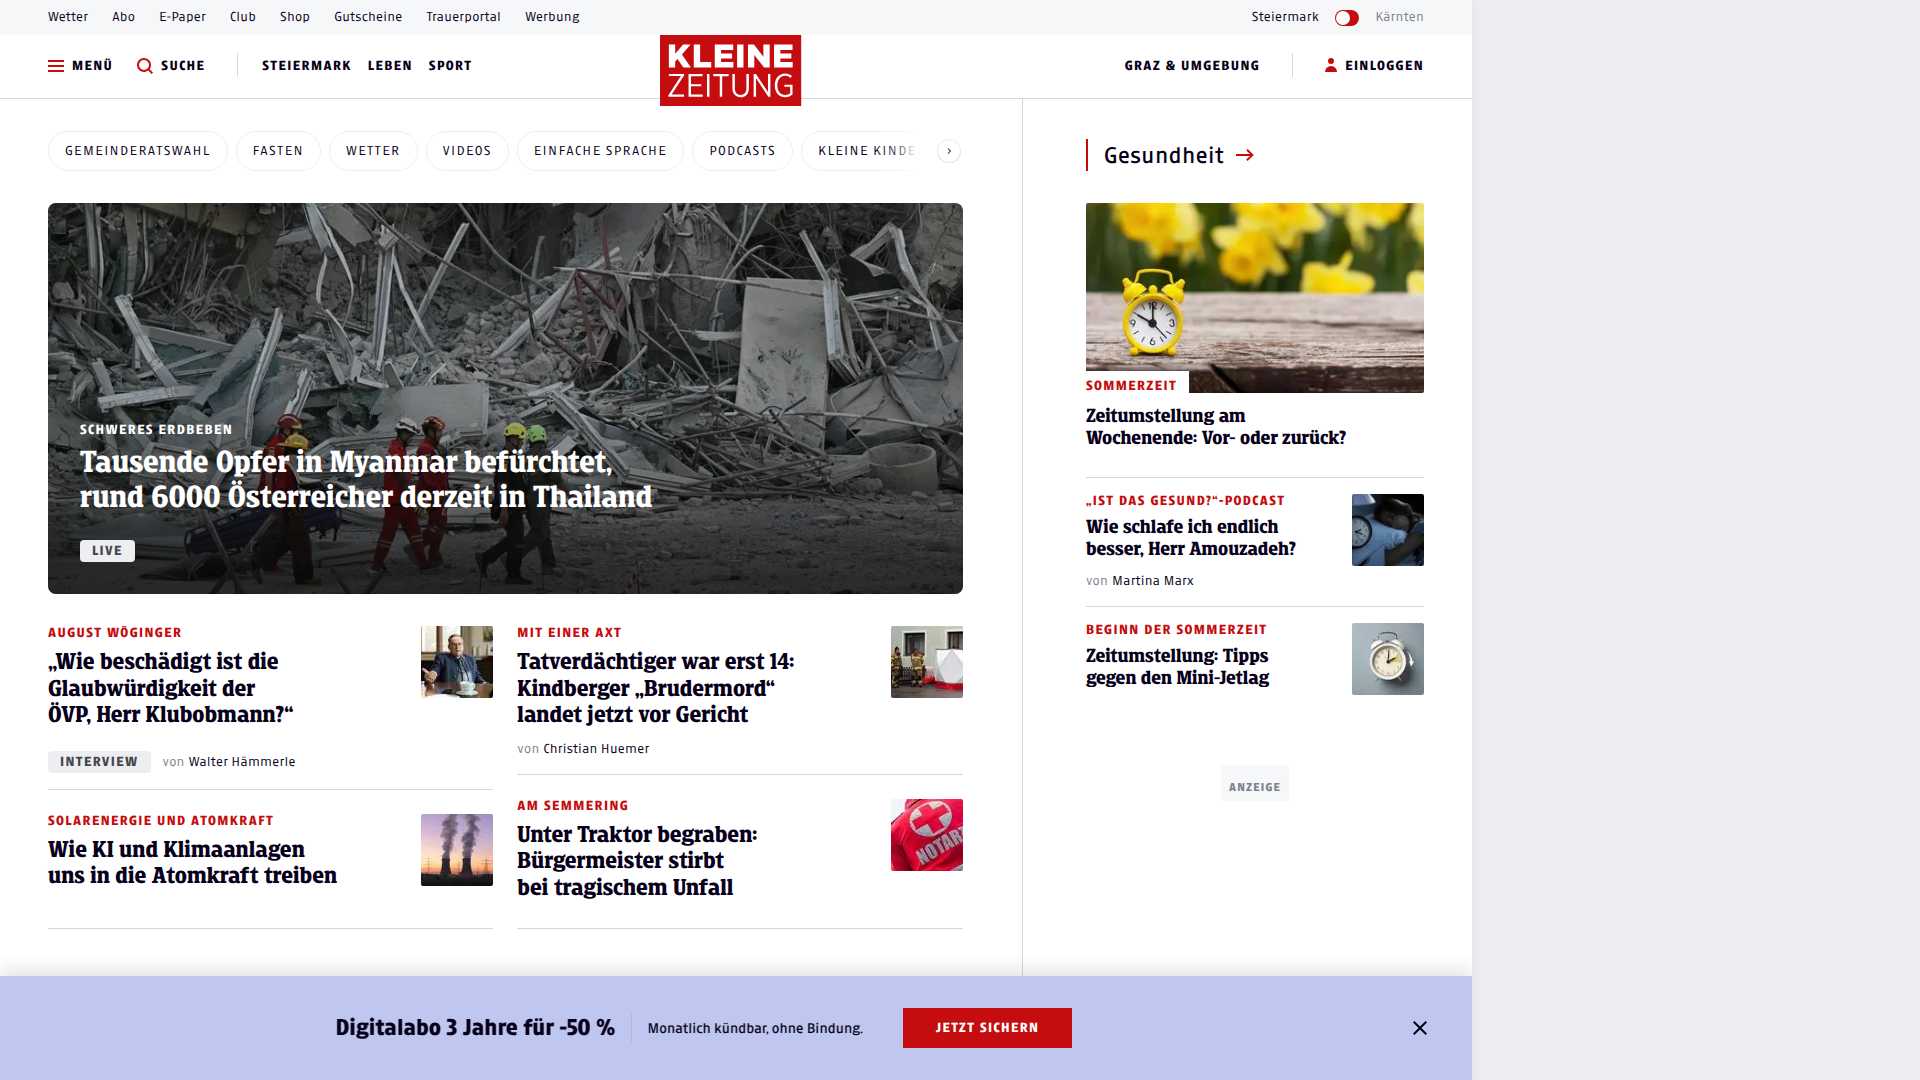 Wetter Abo E-Paper Club Shop Gutscheine Trauerportal Werbung Steiermark Kärnten
MENÜ SUCHE STEIERMARK LEBEN SPORT
KLEINE
ZEITUNG
GRAZ & UMGEBUNG EINLOGGEN
GEMEINDERATSWAHL FASTEN WETTER VIDEOS EINFACHE SPRACHE PODCASTS KLEINE KINDE
SCHWERES ERDBEBEN
Tausende Opfer in Myanmar befürchtet,
rund 6000 Österreicher derzeit in Thailand
LIVE
AUGUST WÖGINGER
„Wie beschädigt ist die
Glaubwürdigkeit der
ÖVP, Herr Klubobmann?“
INTERVIEW von Walter Hämmerle
SOLARENERGIE UND ATOMKRAFT
Wie KI und Klimaanlagen
uns in die Atomkraft treiben
MIT EINER AXT
Tatverdächtiger war erst 14:
Kindberger „Brudermord“
landet jetzt vor Gericht
von Christian Huemer
AM SEMMERING
Unter Traktor begraben:
Bürgermeister stirbt
bei tragischem Unfall
NOTARZ
Gesundheit
SOMMERZEIT
Zeitumstellung am
Wochenende: Vor- oder zurück?
„IST DAS GESUND?“-PODCAST
Wie schlafe ich endlich
besser, Herr Amouzadeh?
von Martina Marx
BEGINN DER SOMMERZEIT
Zeitumstellung: Tipps
gegen den Mini-Jetlag
ANZEIGE
Digitalabo 3 Jahre für -50 %
Monatlich kündbar, ohne Bindung.
JETZT SICHERN